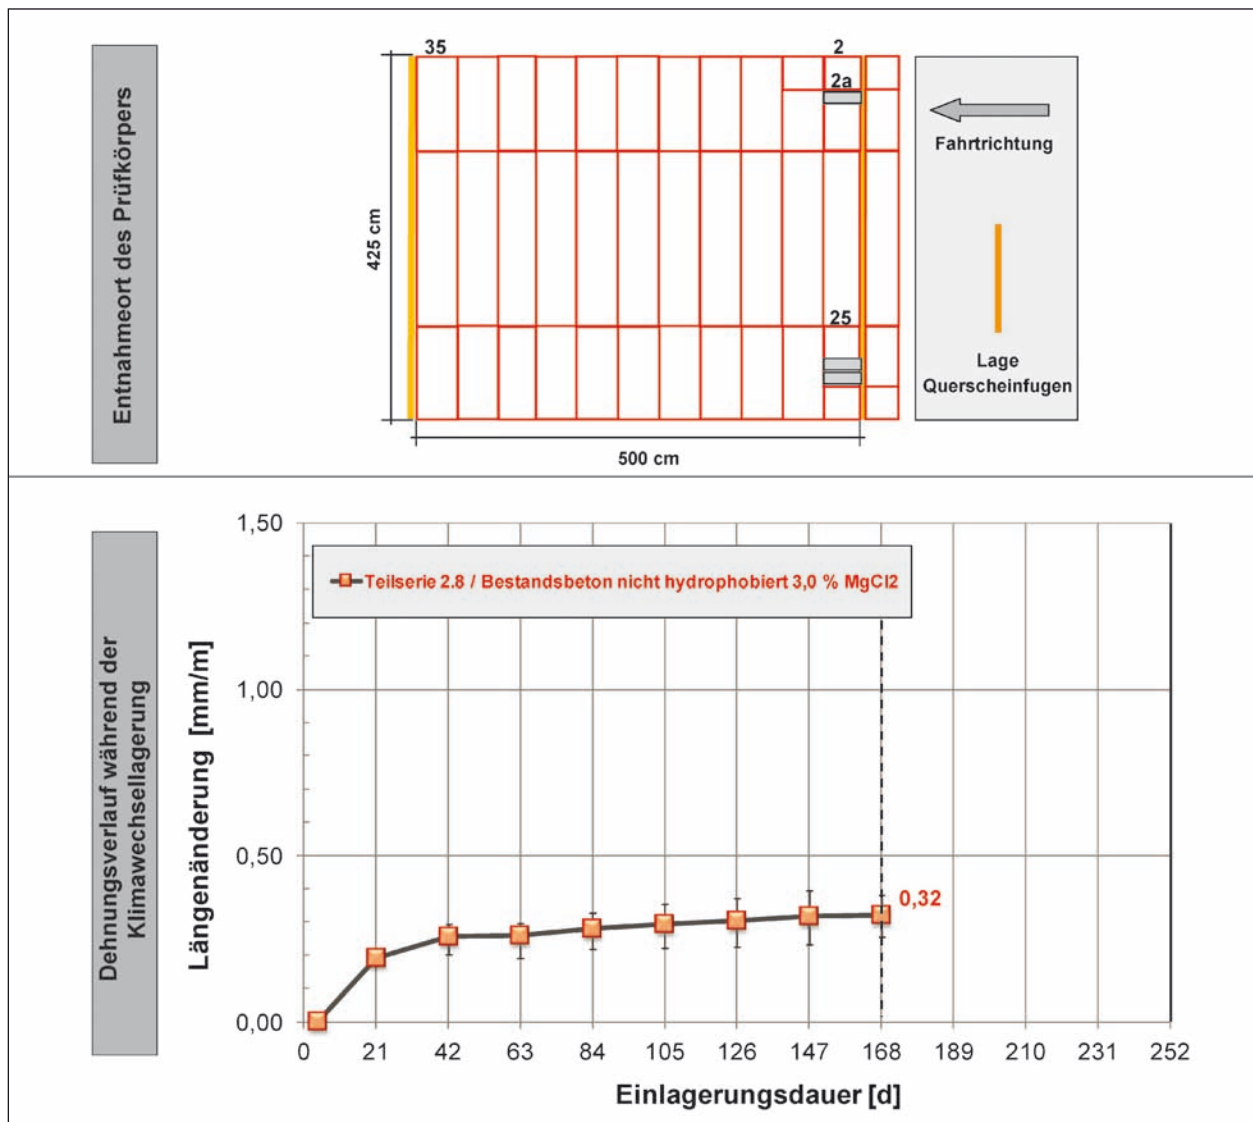 Entnahmeort des Prüfkörpers
35
2
2a
25
425 cm
500 cm
Fahrtrichtung
Lage
Querscheinfugen
Dehnungsverlauf während der
Klimawechsellagerung
Längenänderung [mm/m]
1,50
1,00
0,50
0,00
Teilserie 2.8 / Bestandsbeton nicht hydrophobiert 3,0 % MgCl2
0,32
0 21 42 63 84 105 126 147 168 189 210 231 252
Einlagerungsdauer [d]